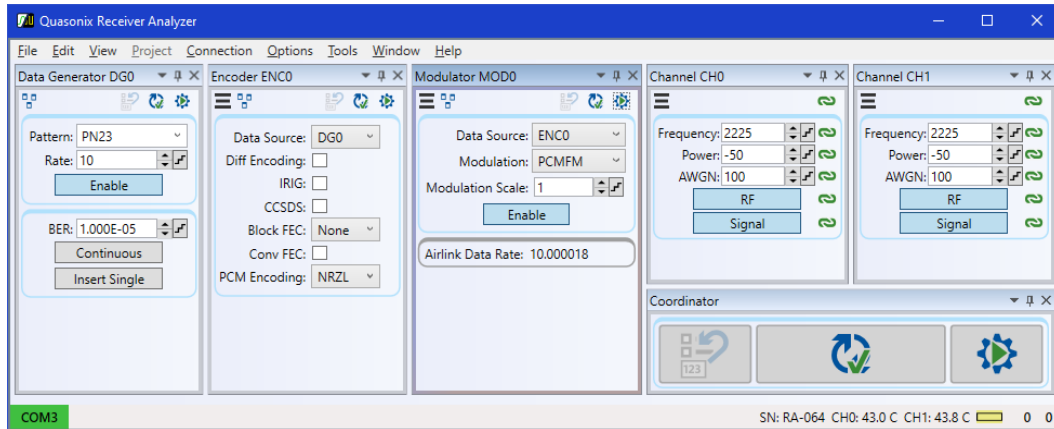 Quasonix Receiver Analyzer
File Edit View Project Connection Options Tools Window Help
Data Generator DG0
Pattern: PN23
Rate: 10
Enable
BER: 1.000E-05
Continuous
Insert Single
Encoder ENC0
Data Source: DG0
Diff Encoding:
IRIG:
CCSDS:
Block FEC: None
Conv FEC:
PCM Encoding: NRZL
Modulator MOD0
Data Source: ENC0
Modulation: PCMFM
Modulation Scale: 1
Enable
Airlink Data Rate: 10.000018
Channel CH0
Frequency: 2225
Power: -50
AWGN: 100
RF
Signal
Channel CH1
Frequency: 2225
Power: -50
AWGN: 100
RF
Signal
Coordinator
123
COM3
SN: RA-064 CH0: 43.0 C CH1: 43.8 C 0 0